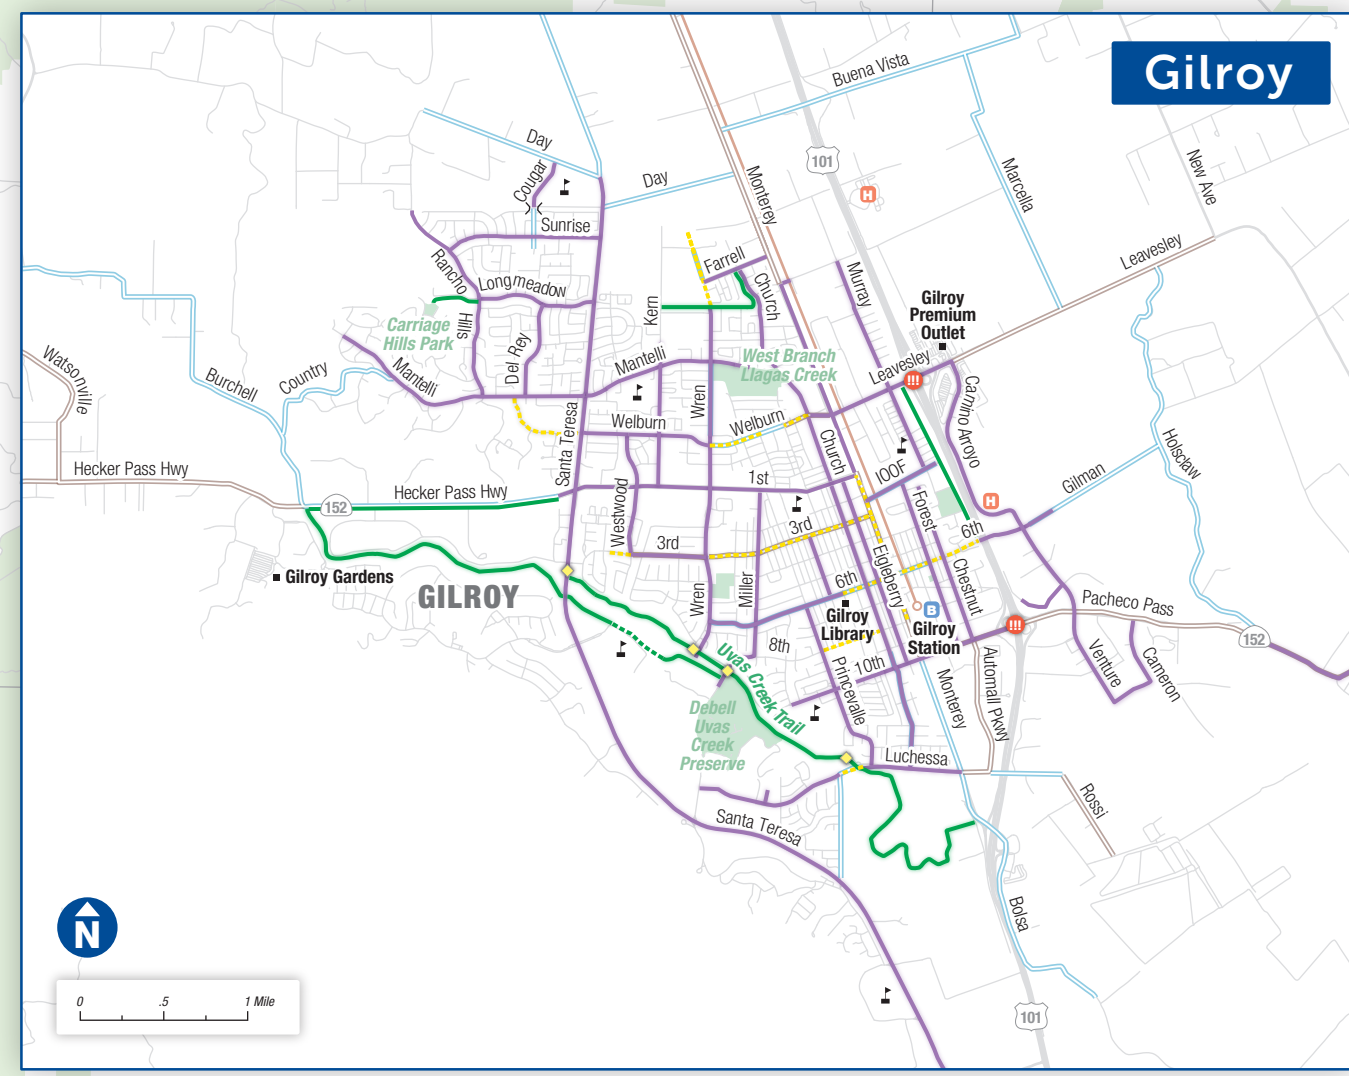 Gilroy
Buena Vista
101
Day
Cougar
Day
Monterey
H
Marcella
New Ave
Sunrise
Farrell
Leavesley
Rancho
Hills
Longmeadow
Kern
Church
Murray
Gilroy
Premium
Outlet
Carriage
Hills Park
Del Rey
Mantelli
West Branch
Llagas Creek
Leavesley
!!!
Watsonville
Burchell
Country
Mantelli
Wren
Camino Arroyo
Santa Teresa
Welburn
Welburn
Church
IOOF
Holsclaw
Hecker Pass Hwy
Hecker Pass Hwy
152
1st
Gilman
Westwood
3rd
3rd
Forest
H
6th
Eigleberry
Gilroy Gardens
GILROY
Wren
Miller
6th
Chestnut
Gilroy
Library
B
Gilroy
Station
!!!
Pacheco Pass
152
8th
10th
Uvas Creek Trail
Princevalle
Monterey
Automall Pkwy
Venture
Cameron
Debell
Uvas
Creek
Preserve
Luchessa
Rossi
Santa Teresa
Bolsa
N
0 .5 1 Mile
101